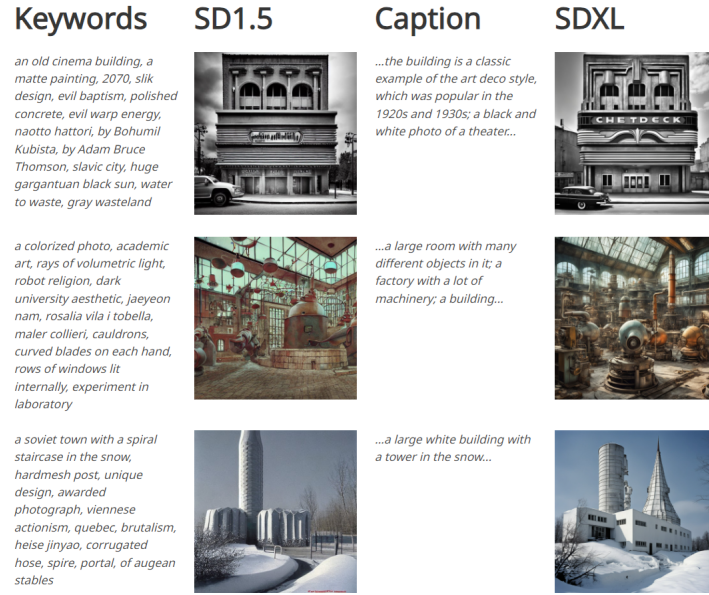 Keywords SD1.5 Caption SDXL
an old cinema building, a
matte painting, 2070, slik
design, evil baptism, polished
concrete, evil warp energy,
naotto hattori, by Bohumil
Kubista, by Adam Bruce
Thomson, slavic city, huge
gargantuan black sun, water
to waste, gray wasteland
...the building is a classic
example of the art deco style,
which was popular in the
1920s and 1930s; a black and
white photo of a theater...
CHETDECK
a colorized photo, academic
art, rays of volumetric light,
robot religion, dark
university aesthetic, jaeyeon
nam, rosalia vila i tobella,
maler collieri, cauldrons,
curved blades on each hand,
rows of windows lit
internally, experiment in
laboratory
...a large room with many
different objects in it; a
factory with a lot of
machinery; a building...
a soviet town with a spiral
staircase in the snow,
hardmesh post, unique
design, awarded
photograph, viennese
actionism, quebec, brutalism,
heise jinyao, corrugated
hose, spire, portal, of augean
stables
...a large white building with
a tower in the snow...